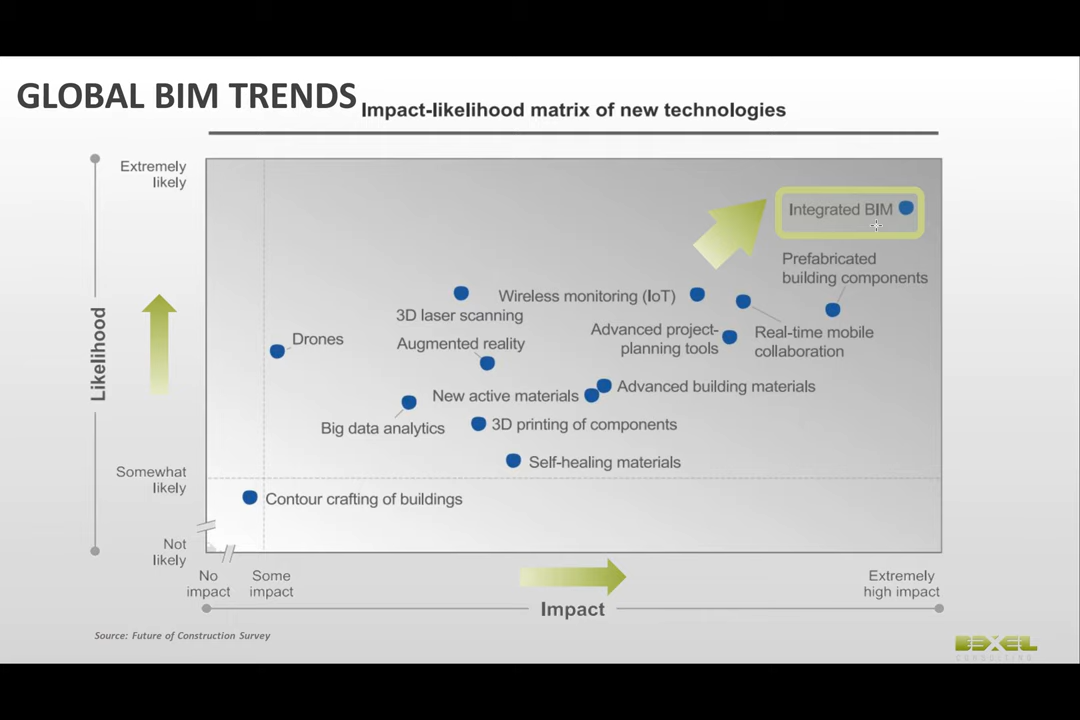 GLOBAL BIM TRENDS
Impact-likelihood matrix of new technologies
Extremely
likely
Integrated BIM
Prefabricated
building components
Wireless monitoring (IoT)
3D laser scanning
Advanced project-
planning tools
Real-time mobile
collaboration
Drones
Augmented reality
Likelihood
New active materials
Advanced building materials
Big data analytics
3D printing of components
Self-healing materials
Somewhat
likely
Contour crafting of buildings
Not
likely
No
impact
Some
impact
Extremely
high impact
Impact
Source: Future of Construction Survey
BEXEL
CONSULTING